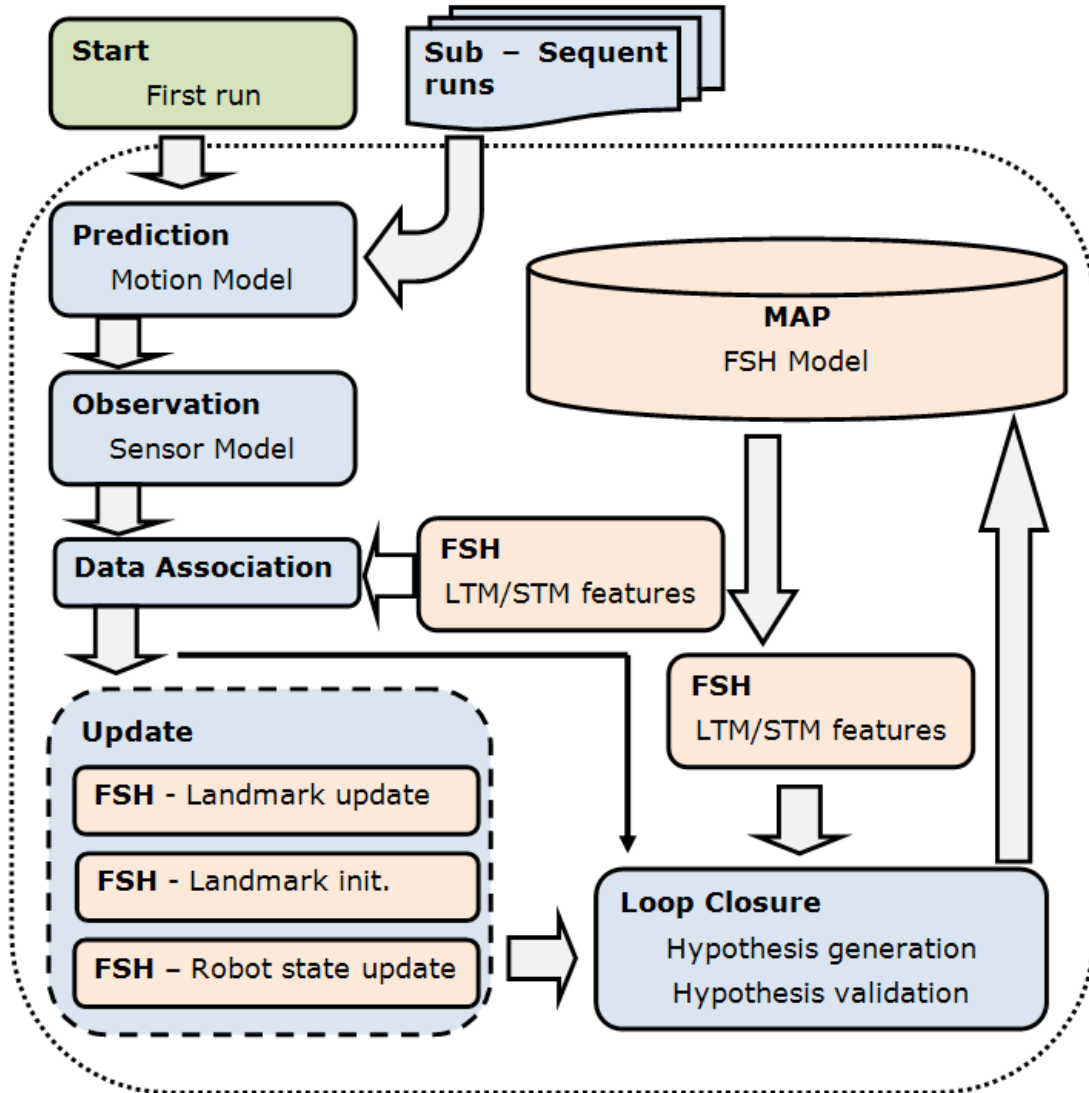 Start
First run
Sub – Sequent
runs
Prediction
Motion Model
MAP
FSH Model
Observation
Sensor Model
FSH
LTM/STM features
Data Association
FSH
LTM/STM features
Update
FSH - Landmark update
FSH - Landmark init.
FSH – Robot state update
Loop Closure
Hypothesis generation
Hypothesis validation